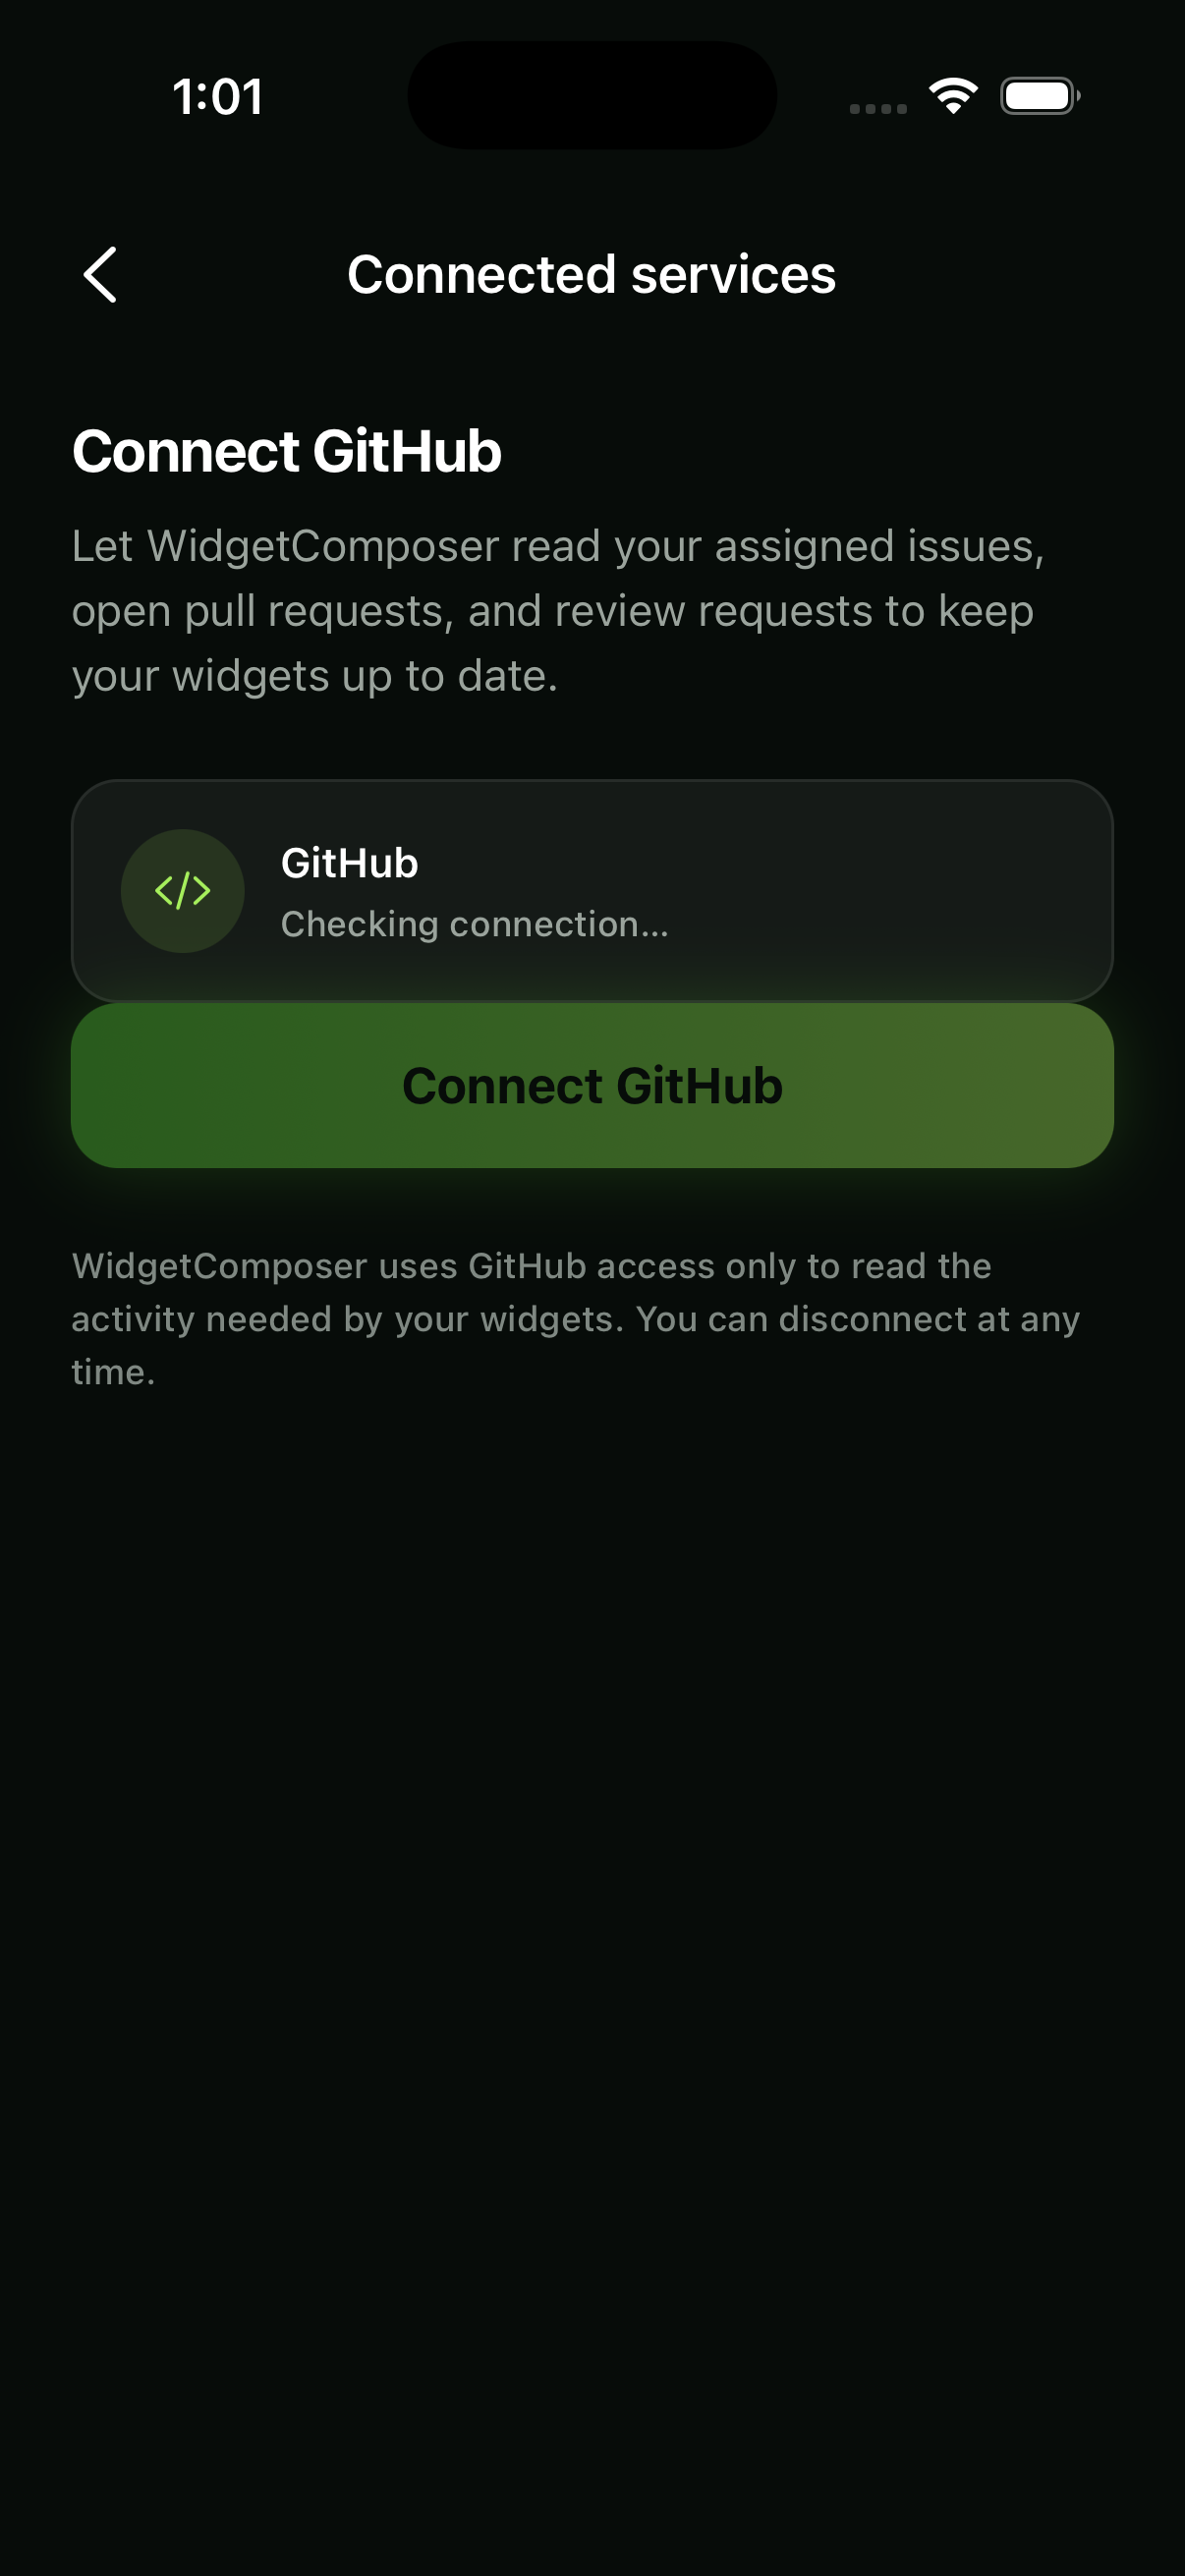 1:01
Connected services
Connect GitHub
Let WidgetComposer read your assigned issues,
open pull requests, and review requests to keep
your widgets up to date.
</>
GitHub
Checking connection...
Connect GitHub
WidgetComposer uses GitHub access only to read the
activity needed by your widgets. You can disconnect at any
time.